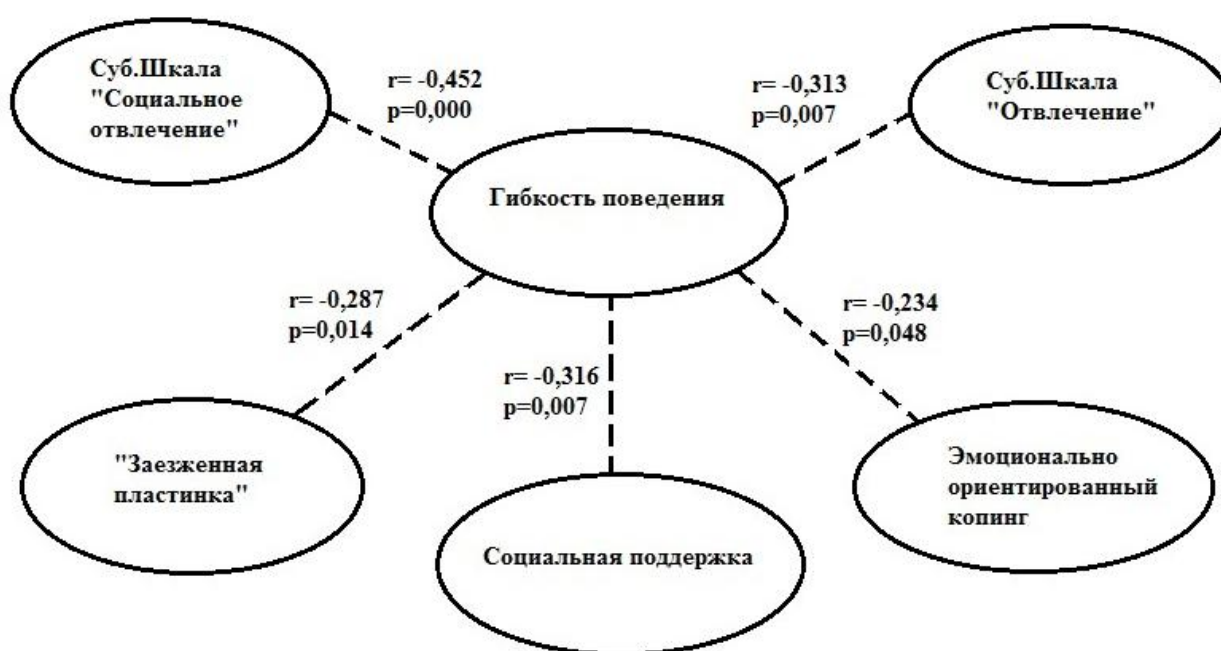 Суб.Шкала
"Социальное
отвлечение"
r= -0,452
p=0,000
r= -0,313
p=0,007
Суб.Шкала
"Отвлечение"
Гибкость поведения
r= -0,287
p=0,014
r= -0,316
p=0,007
r= -0,234
p=0,048
"Заезженная
пластинка"
Социальная поддержка
Эмоционально
ориентированный
копинг